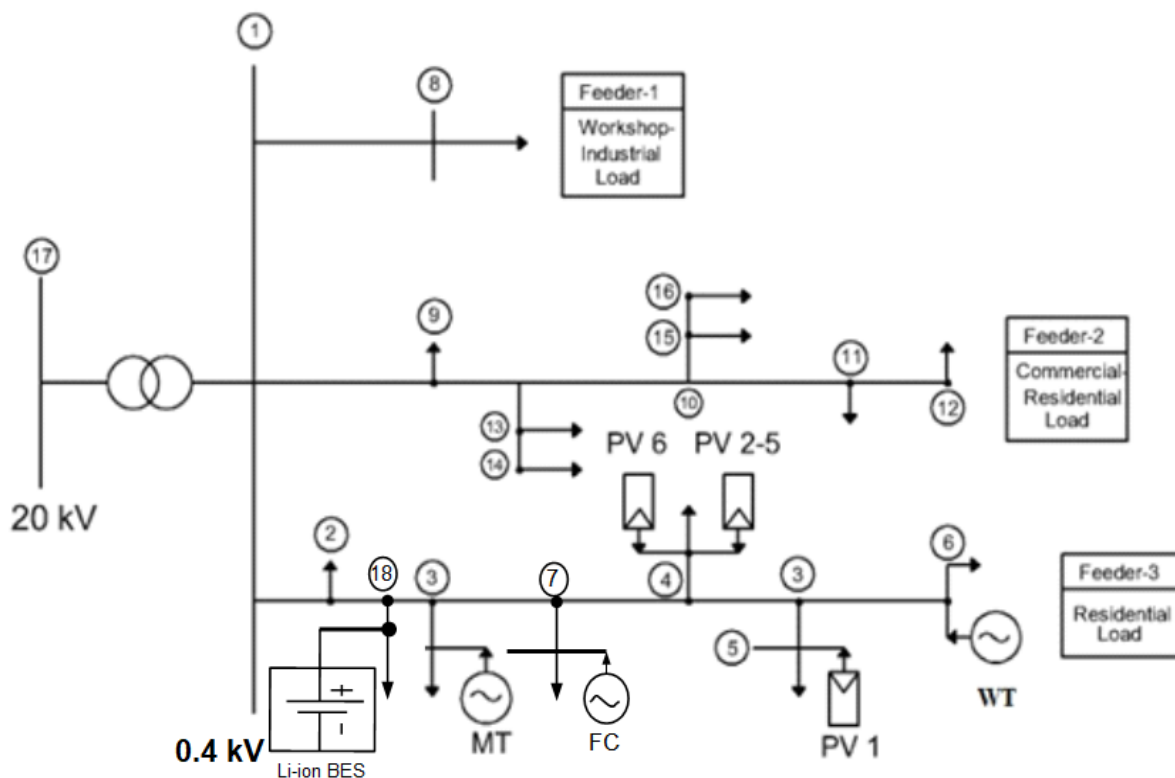 1
8
Feeder-1
Workshop-
Industrial
Load
17
16
9
15
11
Feeder-2
Commercial-
Residential
Load
10
12
13
14
PV 6
PV 2-5
20 kV
2
18
3
7
4
3
6
Feeder-3
Residential
Load
5
+
MT
FC
PV 1
WT
0.4 kV
Li-ion BES